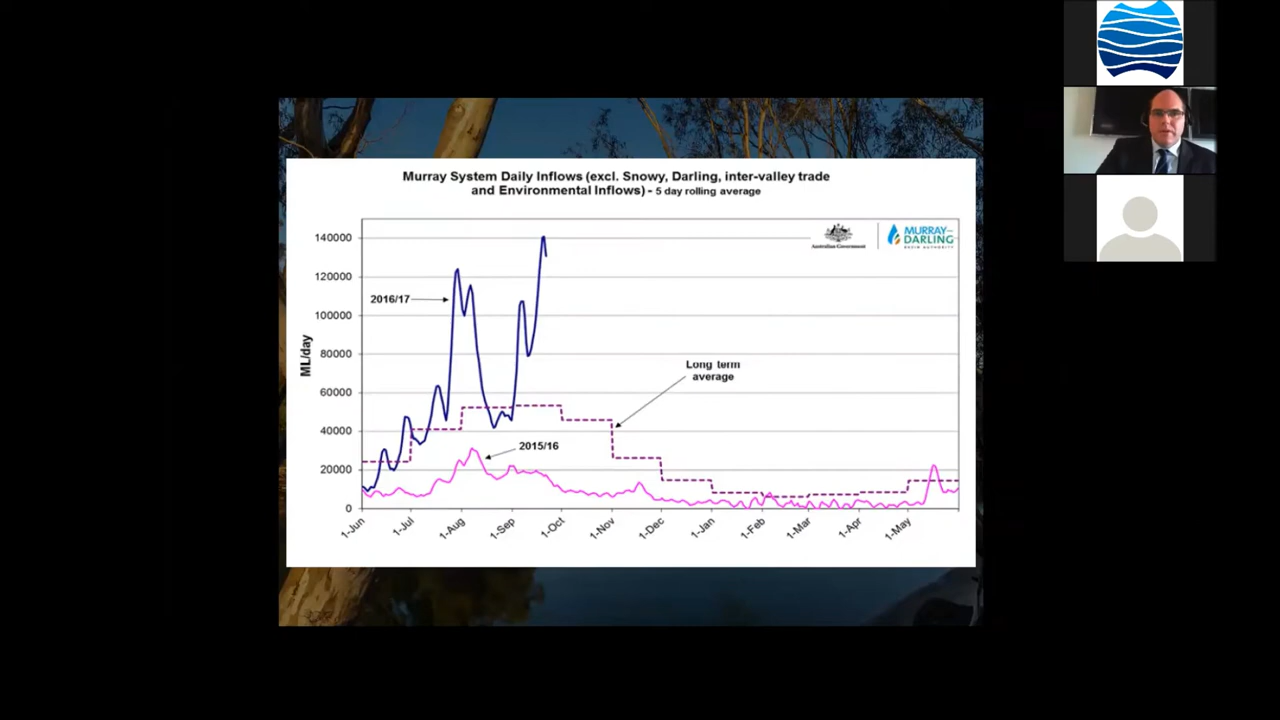 Murray System Daily Inflows (excl. Snowy, Darling, inter-valley trade
and Environmental Inflows) - 5 day rolling average
Australian Government
MURRAY-
DARLING
BASIN AUTHORITY
140000
120000
100000
80000
60000
40000
20000
0
ML/day
2016/17
Long term
average
2015/16
1-Jun
1-Jul
1-Aug
1-Sep
1-Oct
1-Nov
1-Dec
1-Jan
1-Feb
1-Mar
1-Apr
1-May